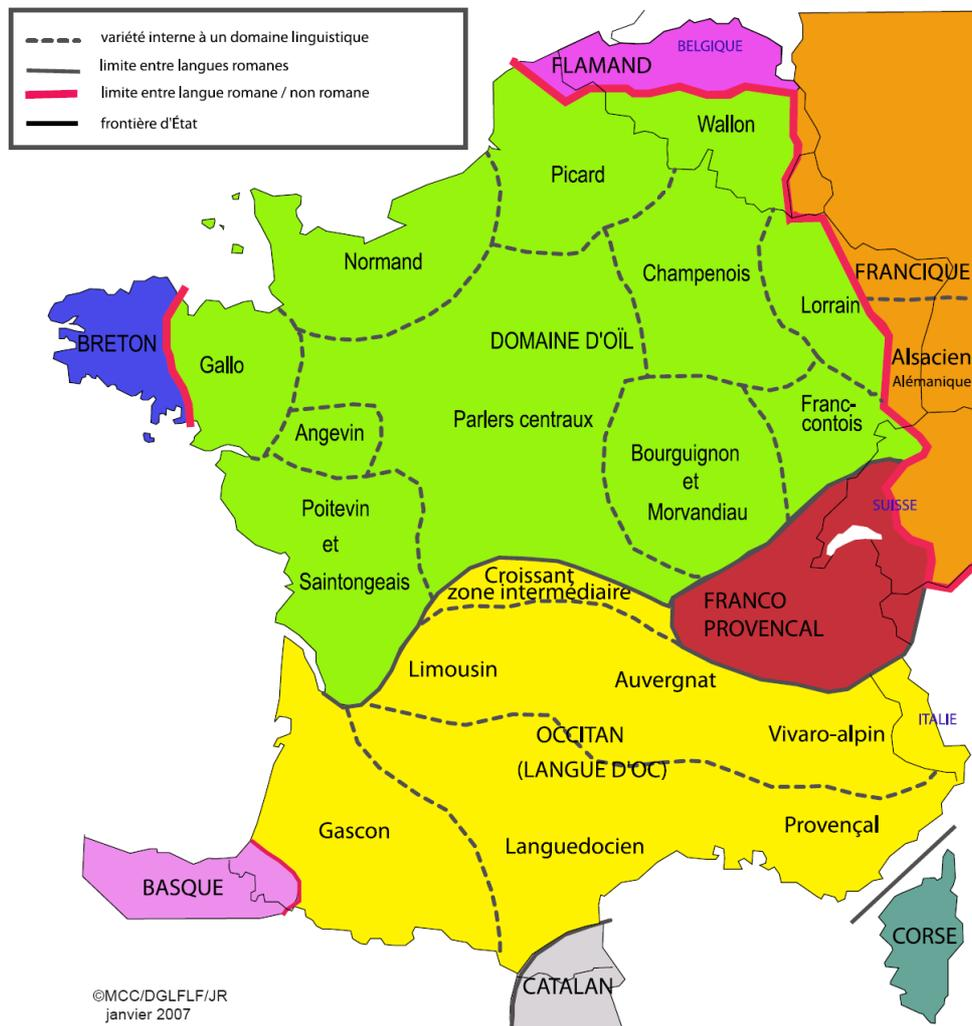 variété interne à un domaine linguistique
limite entre langues romanes
limite entre langue romane / non romane
frontière d'État
BELGIQUE
FLAMAND
Wallon
Picard
Normand
Champenois
FRANCIQUE
Lorrain
BRETON
Gallo
DOMAINE D'OÏL
Alsacien
Alémanique
Parlers centraux
Angevin
Franc-
contois
Bourguignon
et
Morvandiau
Poitevin
et
Saintongeais
SUISSE
Croissant
zone intermédiaire
FRANCO
PROVENCAL
Limousin
Auvergnat
ITALIE
OCCITAN
(LANGUE D'OC)
Vivaro-alpin
Gascon
Languedocien
Provençal
BASQUE
CORSE
CATALAN
©MCC/DGLFLF/JR
janvier 2007